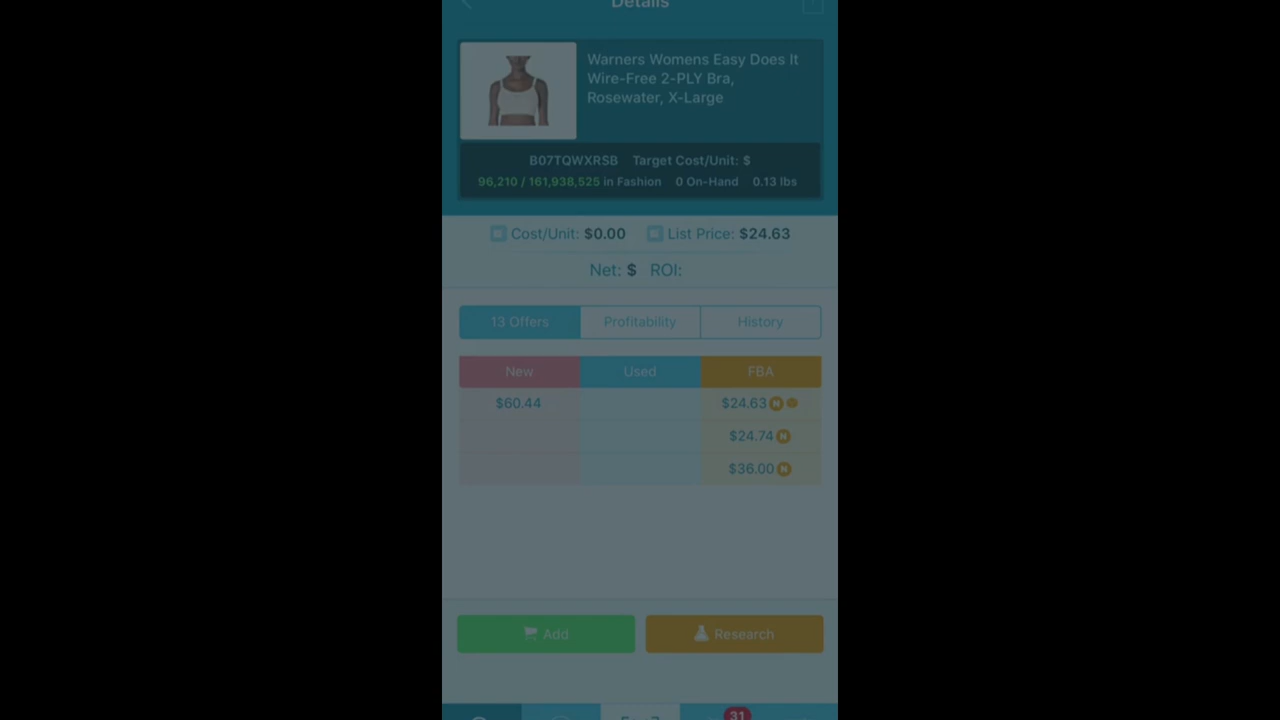 Details
Warners Womens Easy Does It
Wire-Free 2-PLY Bra,
Rosewater, X-Large
B07TQWXRSB Target Cost/Unit: $
96,210 / 161,938,525 in Fashion 0 On-Hand 0.13 lbs
Cost/Unit: $0.00 List Price: $24.63
Net: $ ROI:
13 Offers Profitability History
New Used FBA
$60.44 $24.63 N
$24.74 N
$36.00 N
Add Research
31